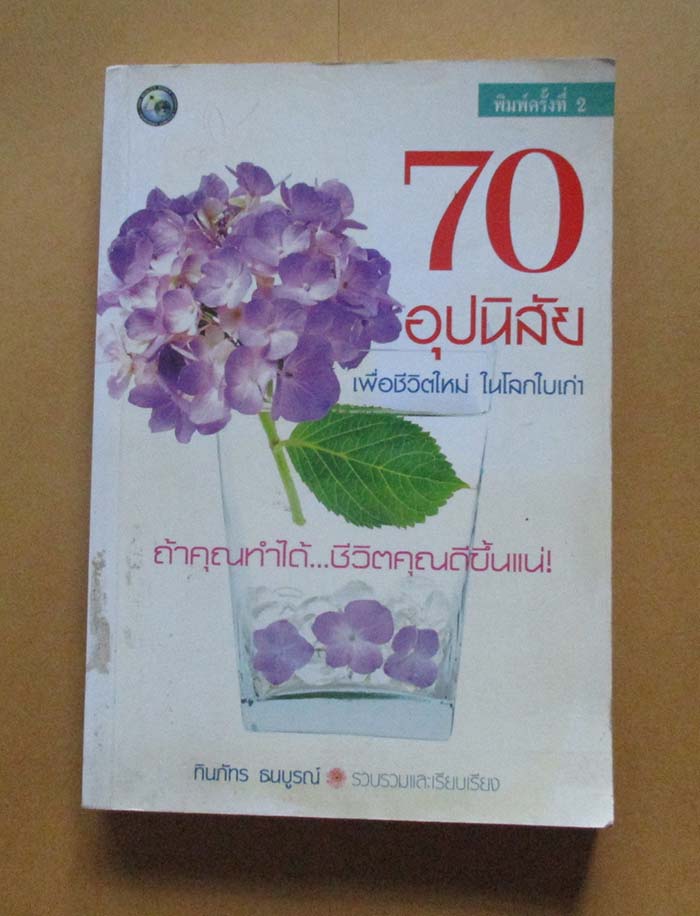 พิมพ์ครั้งที่ 2
70
อุปนิสัย
เพื่อชีวิตใหม่ ในโลกใบเก่า
ถ้าคุณทำได้...ชีวิตคุณดีขึ้นแน่!
ทินภัทร ธนบูรณ์ รวบรวมและเรียบเรียง